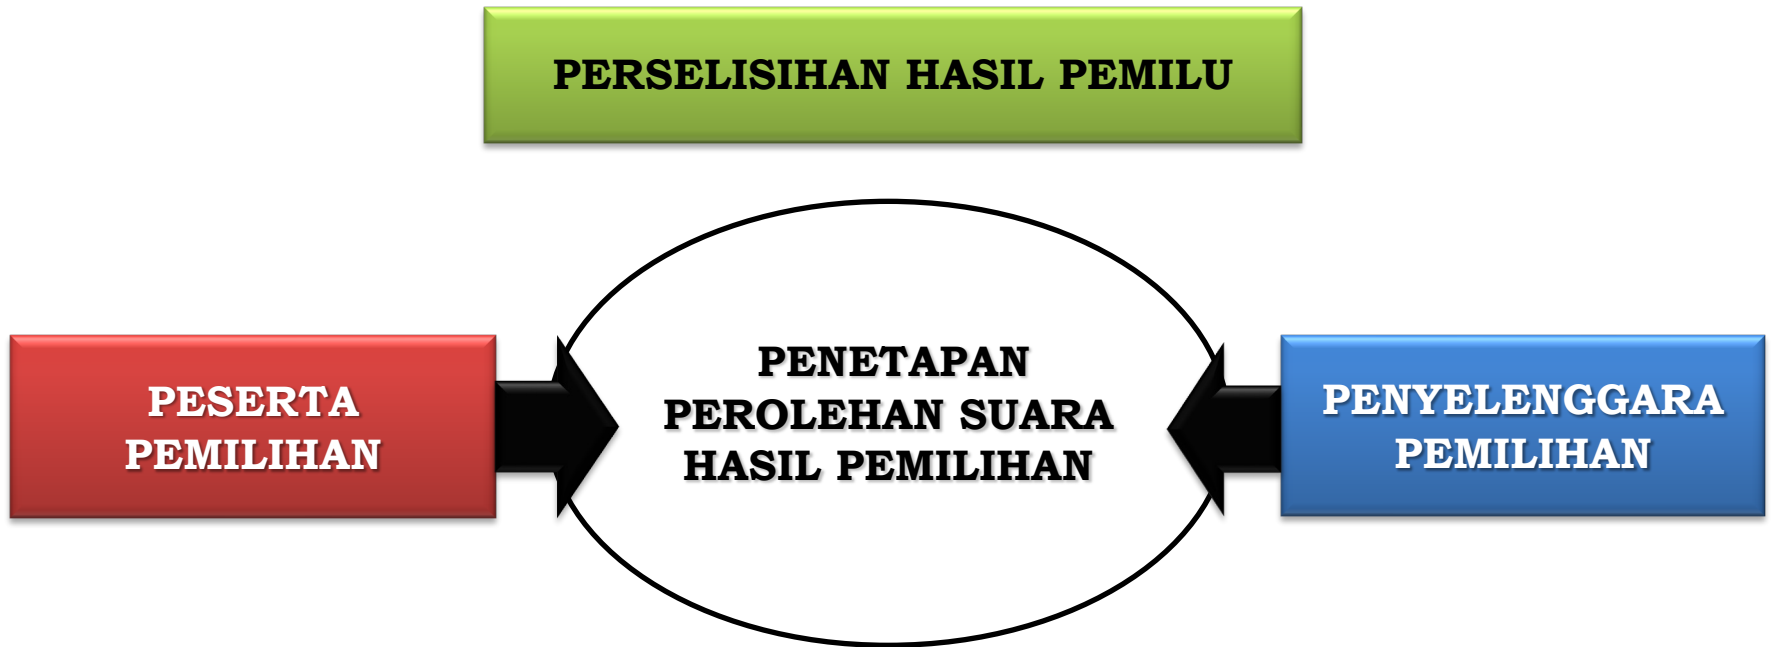 PERSELISIHAN HASIL PEMILU
PESERTA
PEMILIHAN
PENETAPAN
PEROLEHAN SUARA
HASIL PEMILIHAN
PENYELENGGARA
PEMILIHAN